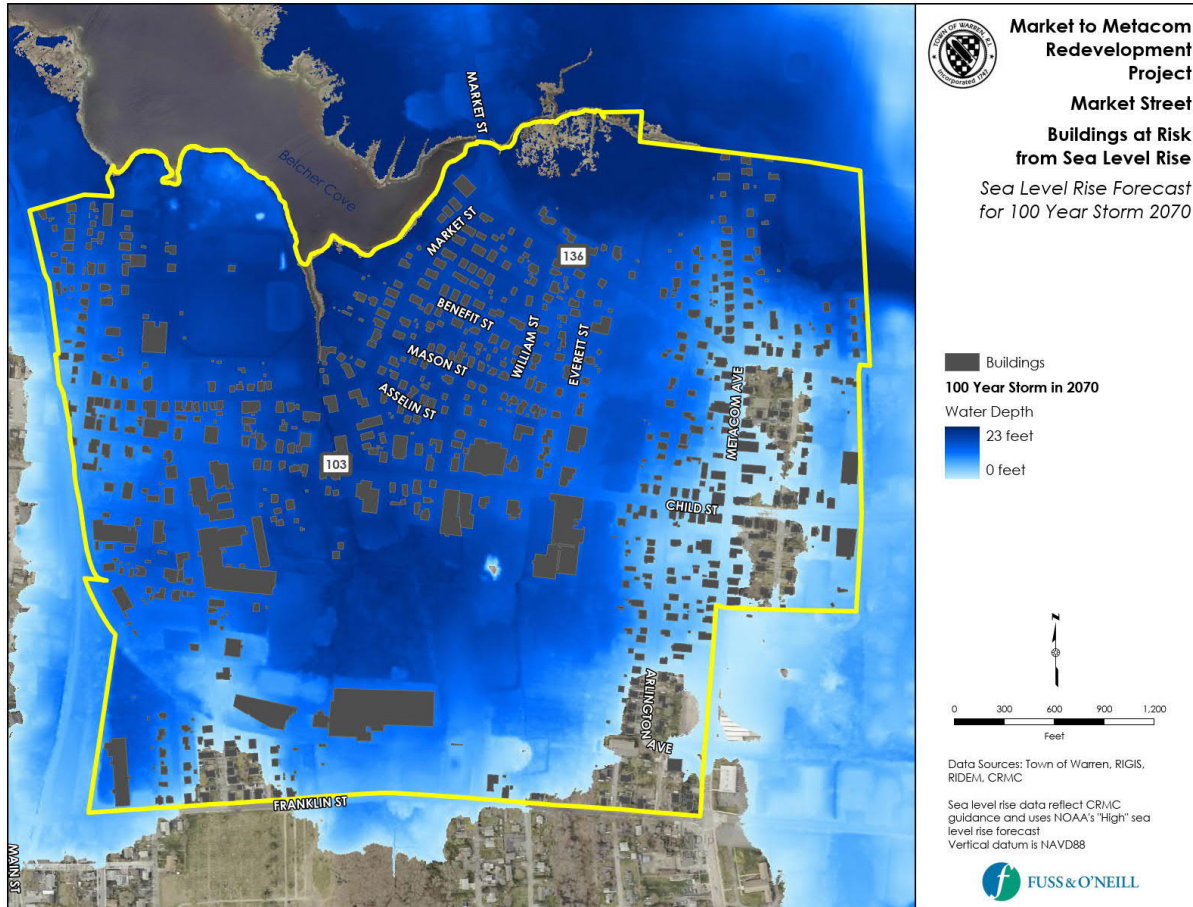 MARKET ST
Belcher Cove
MARKET ST
136
BENEFIT ST
WILLIAM ST
EVERETT ST
MASON ST
ASSELIN ST
METACOM AVE
103
CHILD ST
ARLINGTON
AVE
FRANKLIN ST
MAIN ST
TOWN OF WARREN, R.I.
Incorporated 1747
Market to Metacom
Redevelopment
Project
Market Street
Buildings at Risk
from Sea Level Rise
Sea Level Rise Forecast
for 100 Year Storm 2070
Buildings
100 Year Storm in 2070
Water Depth
23 feet
0 feet
0 300 600 900 1,200
Feet
Data Sources: Town of Warren, RIGIS,
RIDEM, CRMC
Sea level rise data reflect CRMC
guidance and uses NOAA's "High" sea
level rise forecast
Vertical datum is NAVD88
f FUSS & O'NEILL